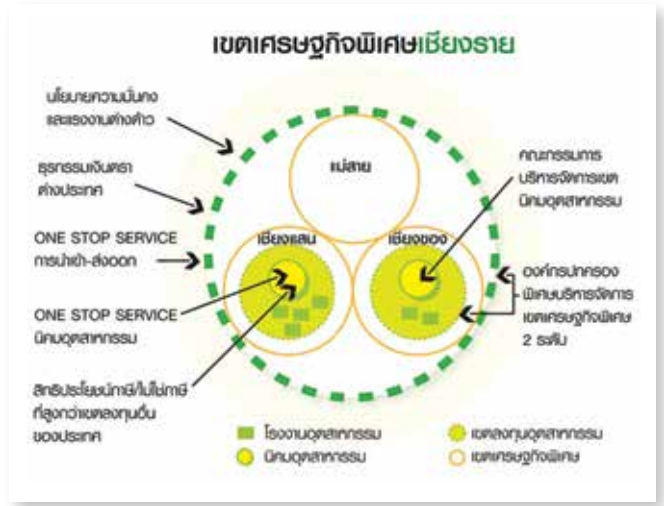 เขตเศรษฐกิจพิเศษเชียงราย
นโยบายความมั่นคง
และแรงงานต่างด้าว
ธุรกรรมเงินตรา
ต่างประเทศ
ONE STOP SERVICE
การนำเข้า-ส่งออก
ONE STOP SERVICE
นิคมอุตสาหกรรม
สิทธิประโยชน์ภาษี/ไม่ใช่ภาษี
ที่สูงกว่าเขตลงทุนอื่น
ของประเทศ
แม่สาย
เชียงแสน
เชียงของ
คณะกรรมการ
บริหารจัดการเขต
นิคมอุตสาหกรรม
องค์กรปกครอง
พิเศษบริหารจัดการ
เขตเศรษฐกิจพิเศษ
2 ระดับ
โรงงานอุตสาหกรรม
นิคมอุตสาหกรรม
เขตลงทุนอุตสาหกรรม
เขตเศรษฐกิจพิเศษ